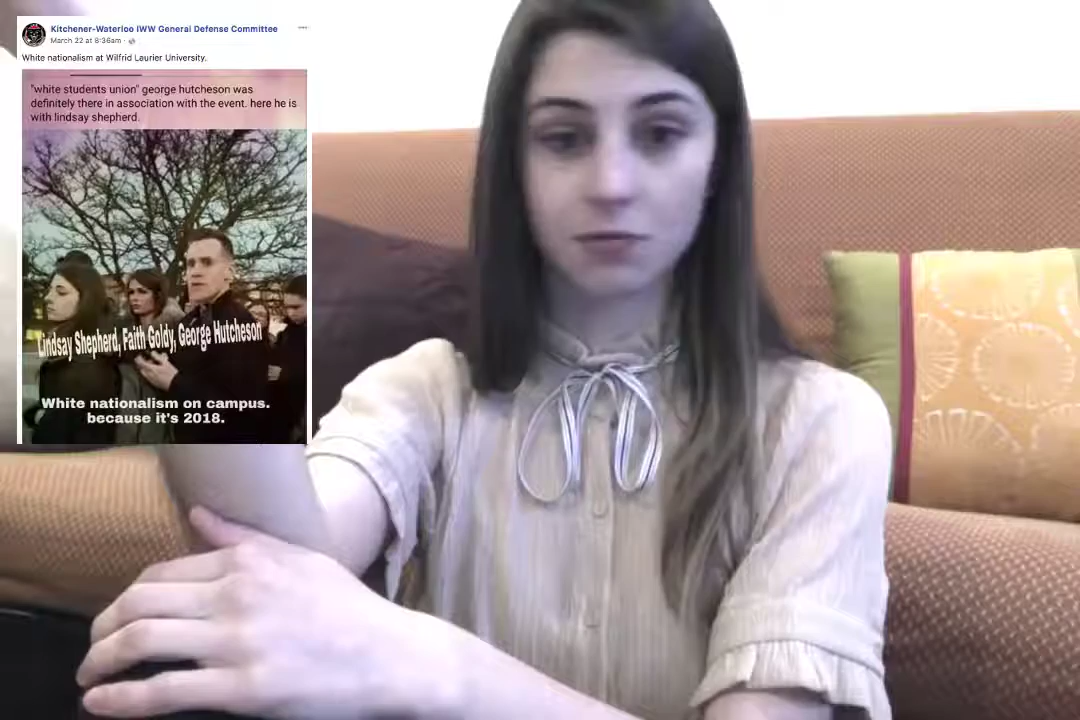 Kitchener-Waterloo IWW General Defense Committee
March 22 at 8:36am ·
White nationalism at Wilfrid Laurier University.
"white students union" george hutcheson was
definitely there in association with the event. here he is
with lindsay shepherd.
Lindsay Shepherd, Faith Goldy, George Hutcheson
White nationalism on campus.
because it's 2018.